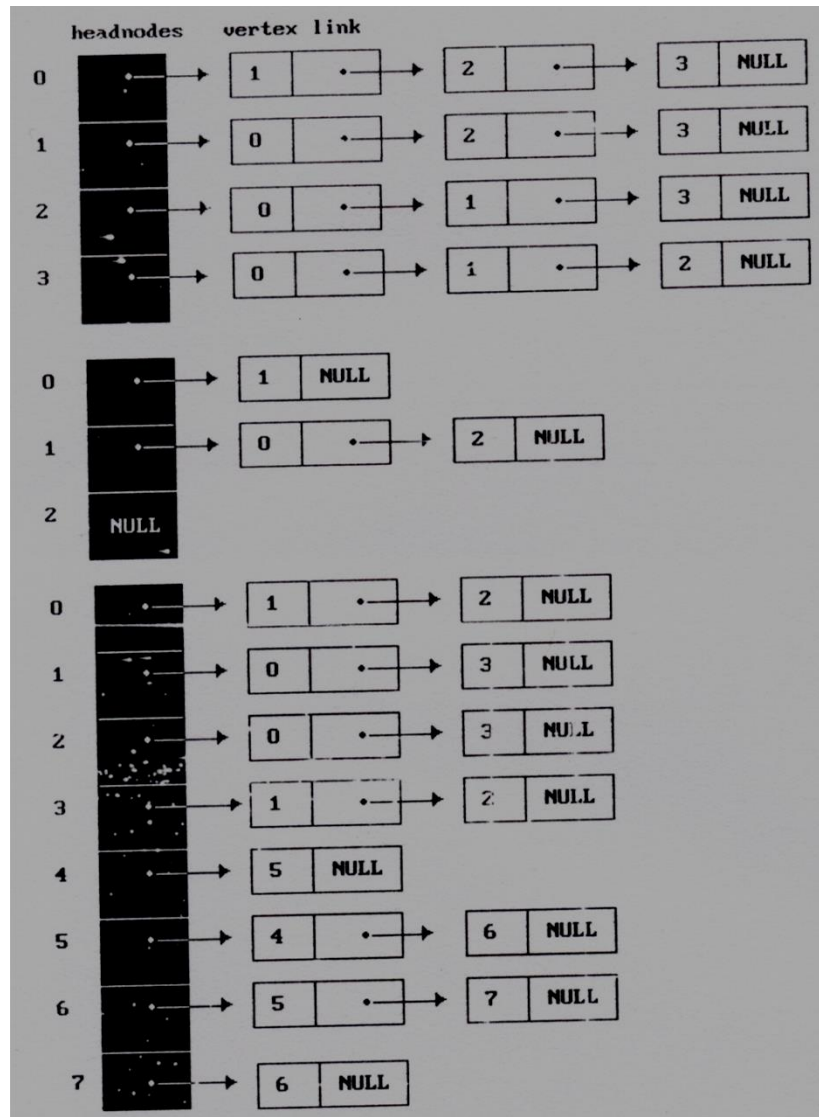 headnodes vertex link
0 1 2 3 NULL
1 0 2 3 NULL
2 0 1 3 NULL
3 0 1 2 NULL
0 1 NULL
1 0 2 NULL
2 NULL
0 1 2 NULL
1 0 3 NULL
2 0 3 NULL
3 1 2 NULL
4 5 NULL
5 4 6 NULL
6 5 7 NULL
7 6 NULL